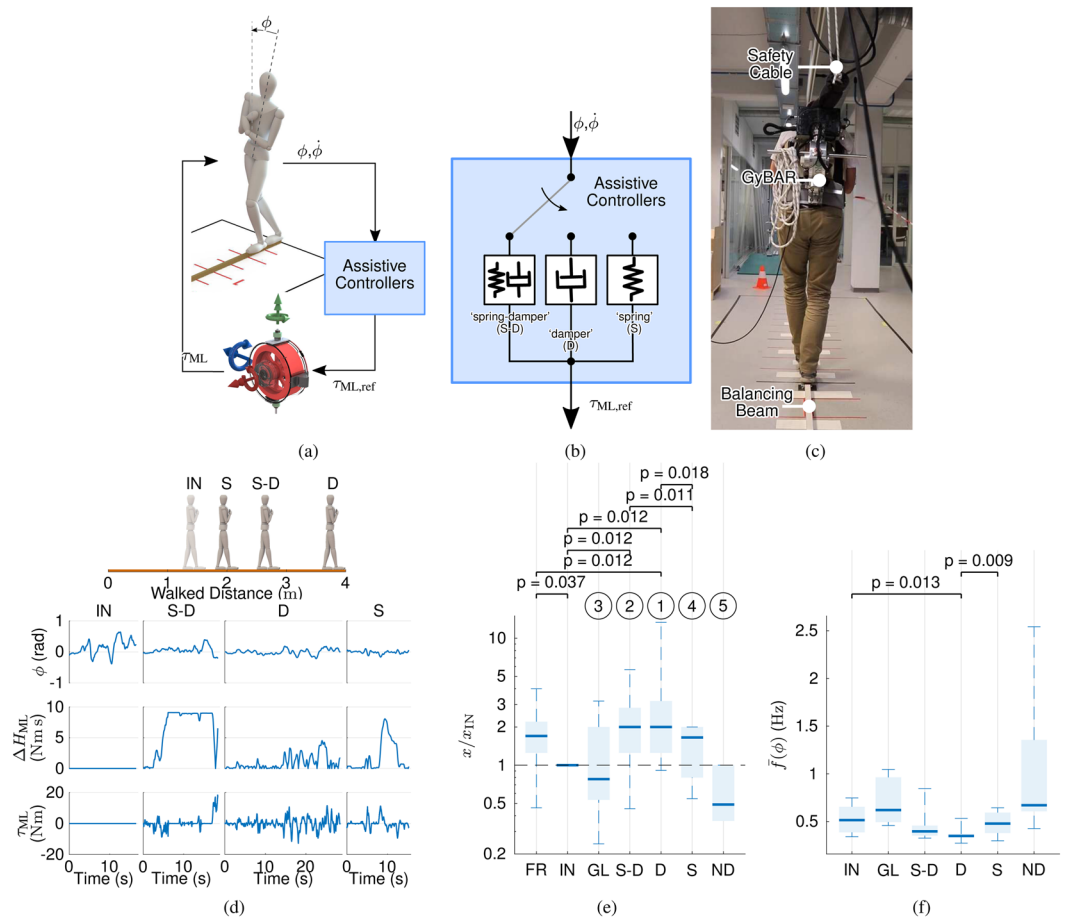 ϕ
ϕ,ϕ̇
Assistive
Controllers
τML
τML,ref
(a)
ϕ,ϕ̇
Assistive
Controllers
'spring-damper'
(S-D)
'damper'
(D)
'spring'
(S)
τML,ref
(b)
Safety
Cable
GyBAR
Balancing
Beam
(c)
IN S S-D D
0 1 2 3 4
Walked Distance (m)
IN S-D D S
ϕ (rad)
1
0
-1
ΔHML
(Nms)
10
5
0
τML
(Nm)
20
0
-20
0 10 0 10 0 10 20 0 10
Time (s) Time (s) Time (s) Time (s)
(d)
p = 0.018
p = 0.011
p = 0.012
p = 0.012
p = 0.012
p = 0.037
3 2 1 4 5
x/xIN
10
5
3
2
1
0.5
0.2
FR IN GL S-D D S ND
(e)
p = 0.009
p = 0.013
f̄(ϕ) (Hz)
2.5
2
1.5
1
0.5
IN GL S-D D S ND
(f)